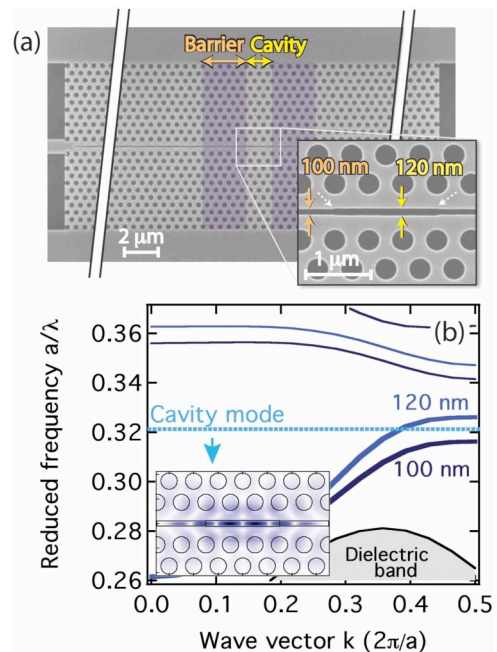 (a)
Barrier Cavity
100 nm 120 nm
2 μm
1 μm
(b)
0.36
0.34
0.32
0.30
0.28
0.26
Reduced frequency a/λ
Cavity mode
120 nm
100 nm
Dielectric
band
0.0 0.1 0.2 0.3 0.4 0.5
Wave vector k (2π/a)